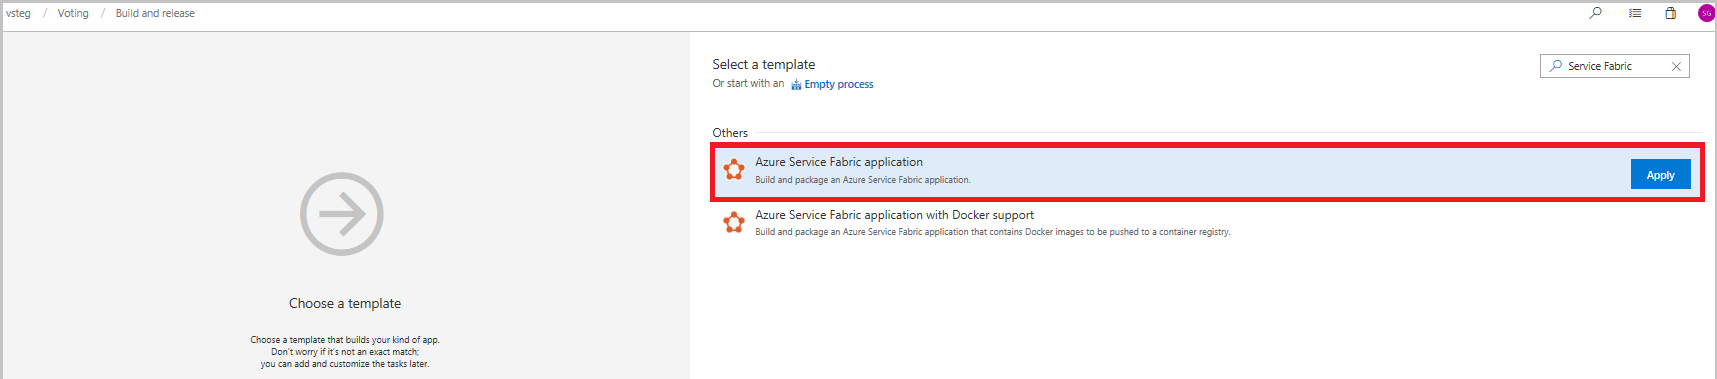 vsteg / Voting / Build and release
SG
Select a template
Service Fabric
Or start with an Empty process
Others
Azure Service Fabric application
Build and package an Azure Service Fabric application.
Apply
Azure Service Fabric application with Docker support
Build and package an Azure Service Fabric application that contains Docker images to be pushed to a container registry.
Choose a template
Choose a template that builds your kind of app.
Don't worry if it's not an exact match;
you can add and customize the tasks later.